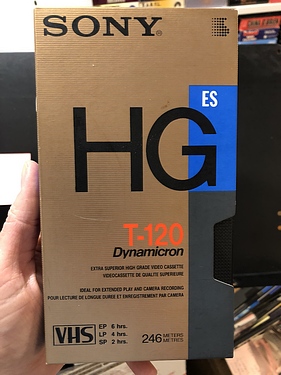 SONY®
ES
HG
T-120
Dynamicron
EXTRA SUPERIOR HIGH GRADE VIDEO CASSETTE
VIDEOCASSETTE DE QUALITE SUPERIEURE
IDEAL FOR EXTENDED PLAY AND CAMERA RECORDING
POUR LECTURE DE LONGUE DUREE ET ENREGISTREMENT PAR CAMERA
VHS EP 6 hrs.
LP 4 hrs.
SP 2 hrs.
246 METERS
METRES